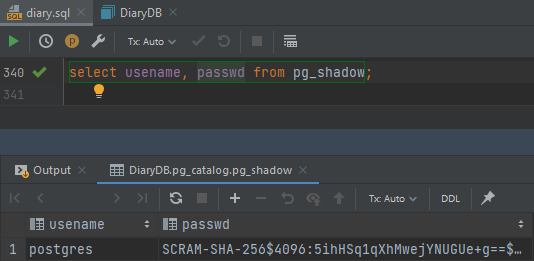 diary.sql
DiaryDB
Tx: Auto
340 select usename, passwd from pg_shadow;
341
Output
DiaryDB.pg_catalog.pg_shadow
Tx: Auto
DDL
usename
passwd
1 postgres SCRAM-SHA-256$4096:5ihHSq1qXhMwejYNUGUe+g==$…